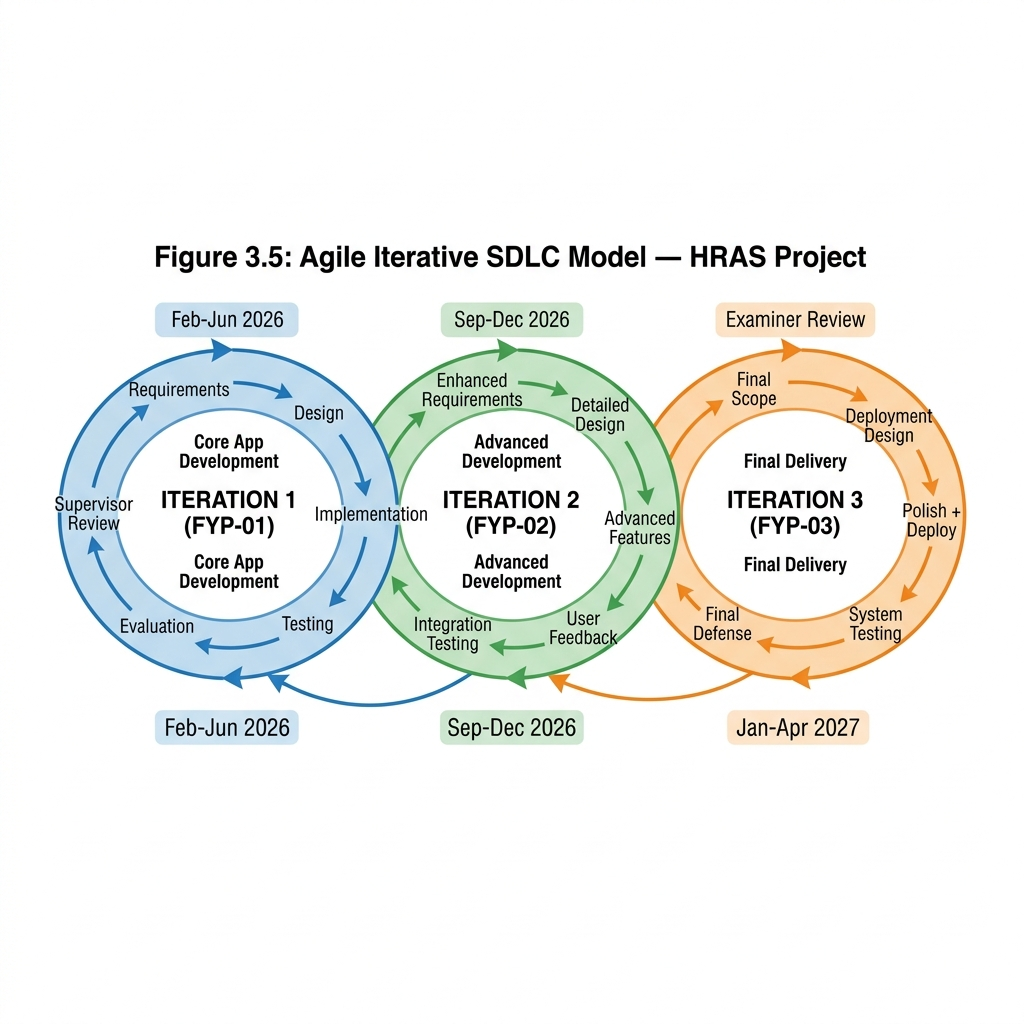 Figure 3.5: Agile Iterative SDLC Model — HRAS Project
Feb-Jun 2026
Requirements
Design
Implementation
Testing
Evaluation
Supervisor
Review
Core App
Development
ITERATION 1
(FYP-01)
Core App
Development
Feb-Jun 2026
Sep-Dec 2026
Enhanced
Requirements
Detailed
Design
Advanced
Features
User
Feedback
Integration
Testing
Advanced
Development
ITERATION 2
(FYP-02)
Advanced
Development
Sep-Dec 2026
Examiner Review
Final
Scope
Deployment
Design
Polish +
Deploy
System
Testing
Final
Defense
Final Delivery
ITERATION 3
(FYP-03)
Final Delivery
Jan-Apr 2027